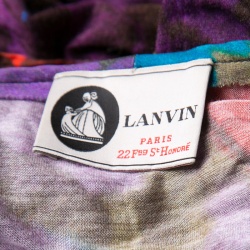 LANVIN
PARIS
22 FBG ST HONORÉ